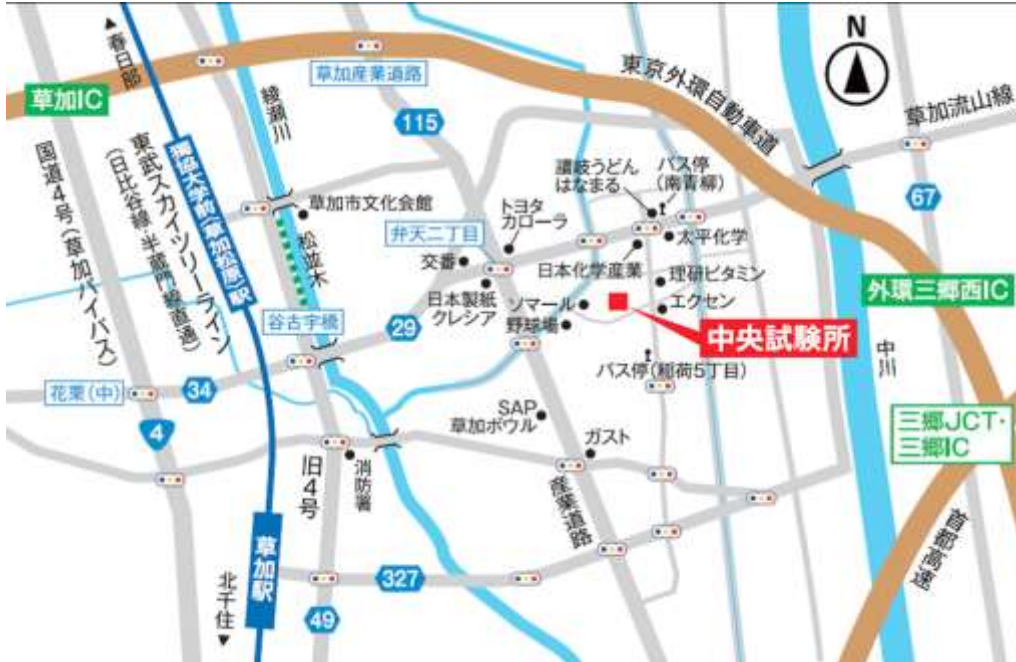 ▲春日部
草加IC
草加産業道路
綾瀬川
115
東京外環自動車道
N
草加流山線
67
国道4号(草加バイパス)
東武スカイツリーライン
(日比谷線 半蔵門線直通)
獨協大学前(草加松原)駅
草加市文化会館
松並木
弁天二丁目
トヨタ
カローラ
交番
日本製紙
クレシア
讃岐うどん
はなまる
バス停
(南青柳)
太平化学
日本化学産業
理研ビタミン
エクセン
ソマール
野球場
中央試験所
バス停(稲荷5丁目)
外環三郷西IC
中川
谷古宇橋
29
34
花栗(中)
4
SAP
草加ボウル
ガスト
三郷JCT・
三郷IC
旧4号
消防署
産業道路
首都高速
草加駅
北千住▼
327
49